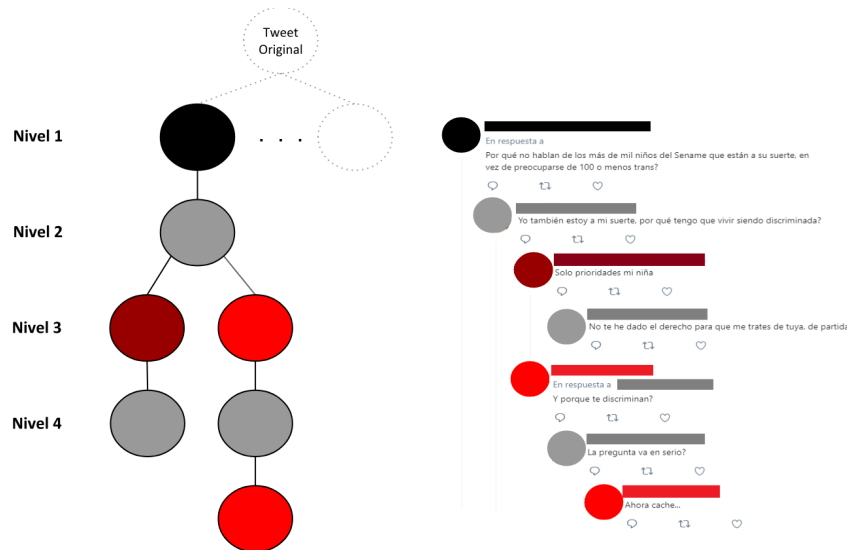 Tweet
Original
Nivel 1
. . .
Nivel 2
Nivel 3
Nivel 4
En respuesta a
Por qué no hablan de los más de mil niños del Sename que están a su suerte, en
vez de preocuparse de 100 o menos trans?
Yo también estoy a mi suerte, por qué tengo que vivir siendo discriminada?
Solo prioridades mi niña
No te he dado el derecho para que me trates de tuya, de partida
En respuesta a
Y porque te discriminan?
La pregunta va en serio?
Ahora cache...